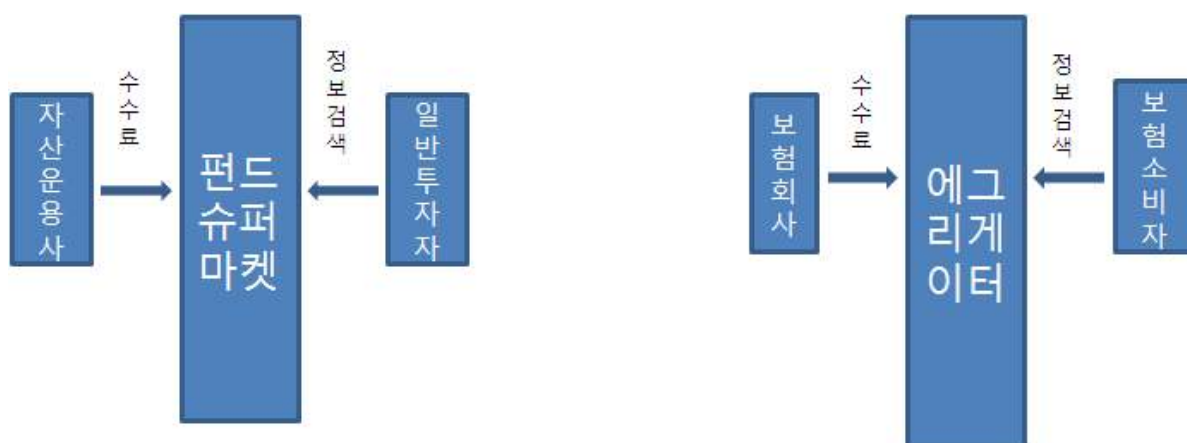 자산운용사
수수료
펀드
슈퍼
마켓
정보검색
일반투자자
보험회사
수수료
에그
리게
이터
정보검색
보험소비자